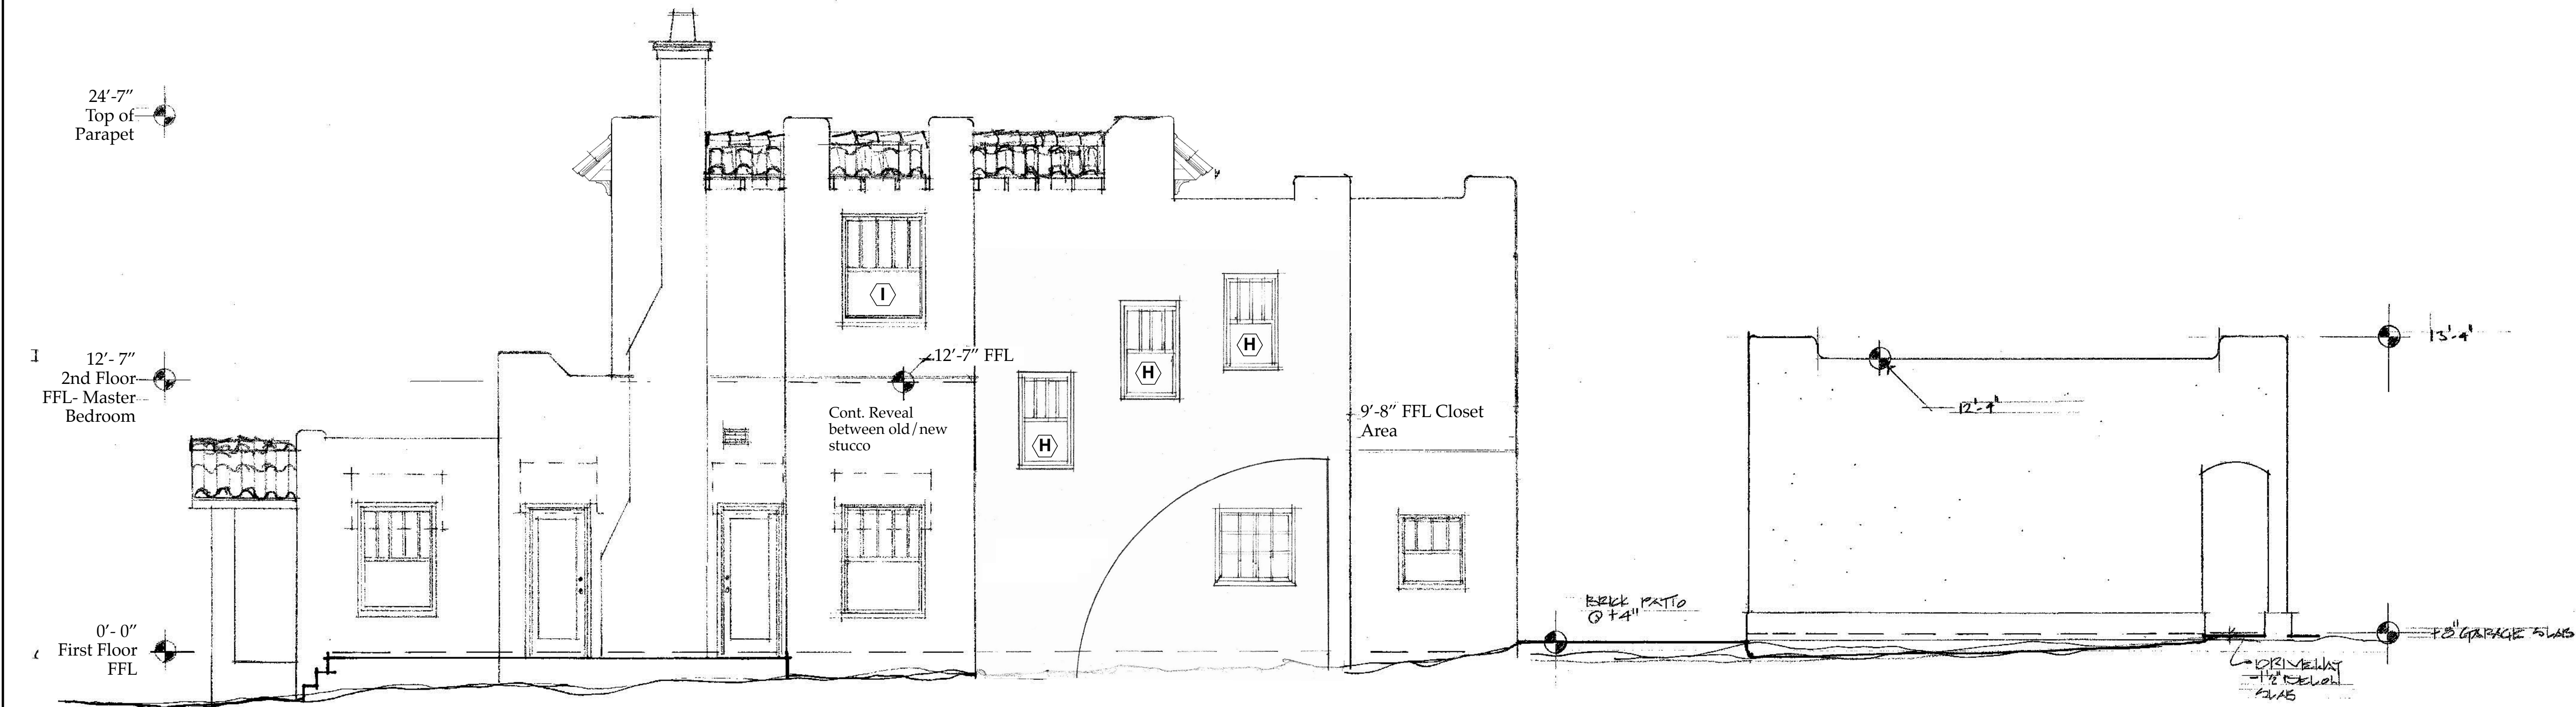 24'-7"
Top of
Parapet
12'- 7"
2nd Floor
FFL- Master
Bedroom
0'- 0"
First Floor
FFL
I
12'-7" FFL
Cont. Reveal
between old/new
stucco
H
H
H
9'-8" FFL Closet
Area
BRICK PATIO
@ +4"
12'-4"
13'-4"
+8" GARAGE SLAB
DRIVEWAY
-1½" BELOW
SLAB